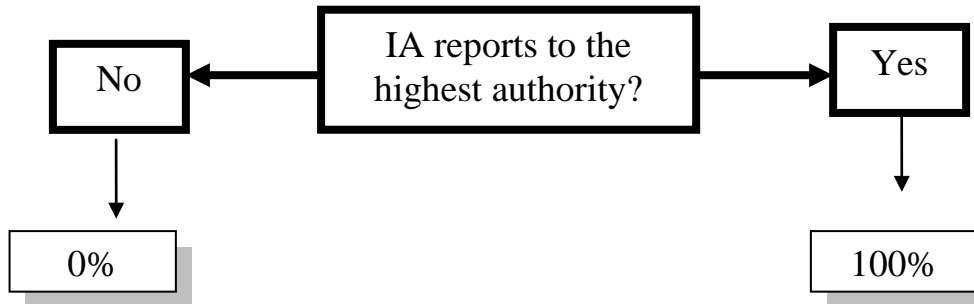 IA reports to the
highest authority?
No
Yes
0%
100%